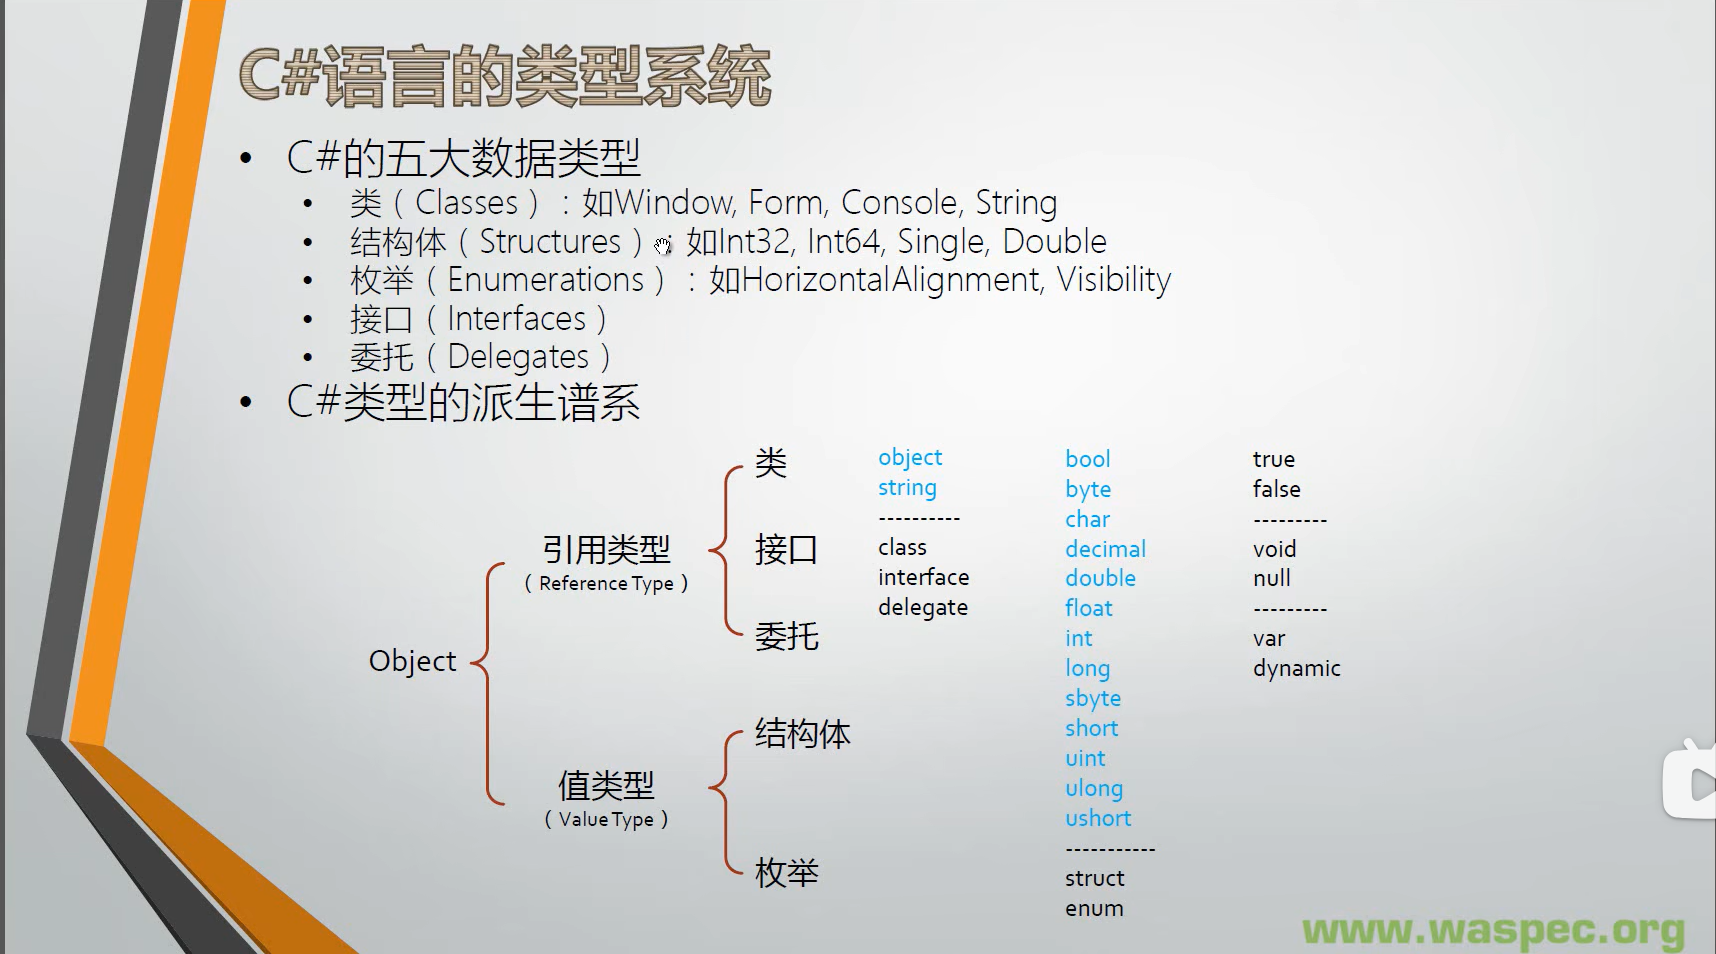 C#语言的类型系统
• C#的五大数据类型
• 类（Classes）：如Window, Form, Console, String
• 结构体（Structures）：如Int32, Int64, Single, Double
• 枚举（Enumerations）：如HorizontalAlignment, Visibility
• 接口（Interfaces）
• 委托（Delegates）
• C#类型的派生谱系
Object
引用类型
（Reference Type）
值类型
（Value Type）
类
接口
委托
结构体
枚举
object
string
----------
class
interface
delegate
bool
byte
char
decimal
double
float
int
long
sbyte
short
uint
ulong
ushort
-----------
struct
enum
true
false
---------
void
null
---------
var
dynamic
www.waspec.org